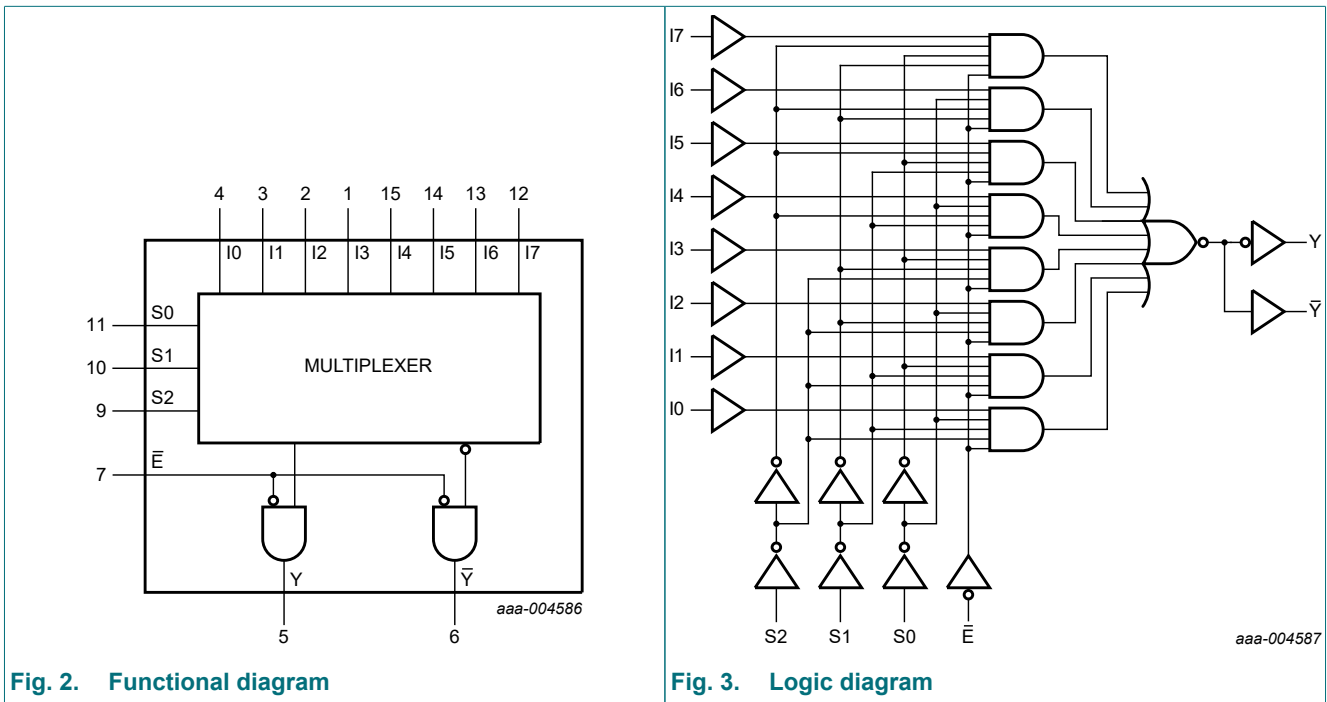 4 3 2 1 15 14 13 12
I0 I1 I2 I3 I4 I5 I6 I7
11 S0
10 S1
9 S2
MULTIPLEXER
7 E̅
Y Y̅
5 6
aaa-004586
Fig. 2. Functional diagram
I7
I6
I5
I4
I3
I2
I1
I0
Y
Y̅
S2 S1 S0 E̅
aaa-004587
Fig. 3. Logic diagram